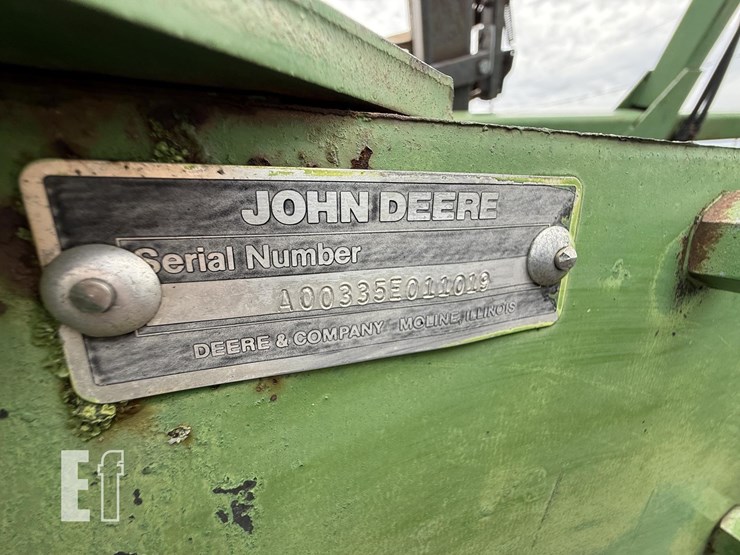 JOHN DEERE
Serial Number
A00335E011019
DEERE & COMPANY MOLINE, ILLINOIS
Ef